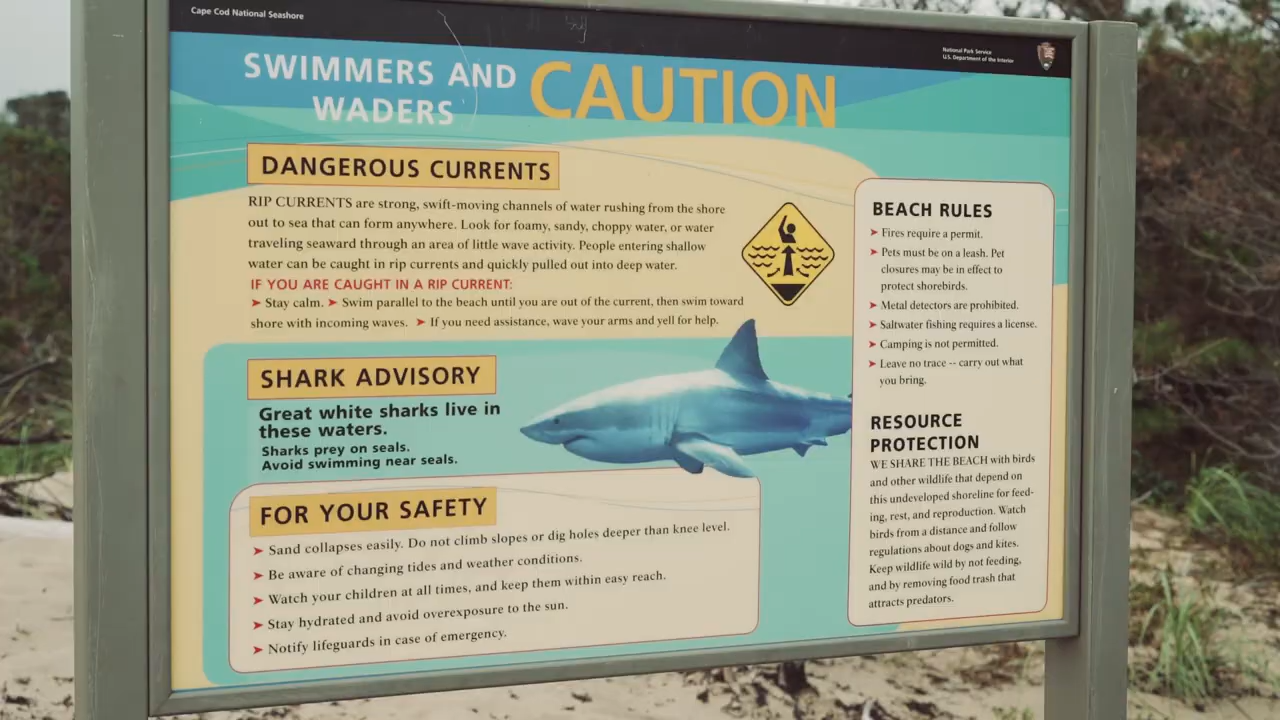 Cape Cod National Seashore
National Park Service
U.S. Department of the Interior
SWIMMERS AND
WADERS
CAUTION
DANGEROUS CURRENTS
RIP CURRENTS are strong, swift-moving channels of water rushing from the shore
out to sea that can form anywhere. Look for foamy, sandy, choppy water, or water
traveling seaward through an area of little wave activity. People entering shallow
water can be caught in rip currents and quickly pulled out into deep water.
IF YOU ARE CAUGHT IN A RIP CURRENT:
➤ Stay calm. ➤ Swim parallel to the beach until you are out of the current, then swim toward
shore with incoming waves. ➤ If you need assistance, wave your arms and yell for help.
SHARK ADVISORY
Great white sharks live in
these waters.
Sharks prey on seals.
Avoid swimming near seals.
FOR YOUR SAFETY
➤ Sand collapses easily. Do not climb slopes or dig holes deeper than knee level.
➤ Be aware of changing tides and weather conditions.
➤ Watch your children at all times, and keep them within easy reach.
➤ Stay hydrated and avoid overexposure to the sun.
➤ Notify lifeguards in case of emergency.
BEACH RULES
➤ Fires require a permit.
➤ Pets must be on a leash. Pet
closures may be in effect to
protect shorebirds.
➤ Metal detectors are prohibited.
➤ Saltwater fishing requires a license.
➤ Camping is not permitted.
➤ Leave no trace -- carry out what
you bring.
RESOURCE
PROTECTION
WE SHARE THE BEACH with birds
and other wildlife that depend on
this undeveloped shoreline for feed-
ing, rest, and reproduction. Watch
birds from a distance and follow
regulations about dogs and kites.
Keep wildlife wild by not feeding,
and by removing food trash that
attracts predators.